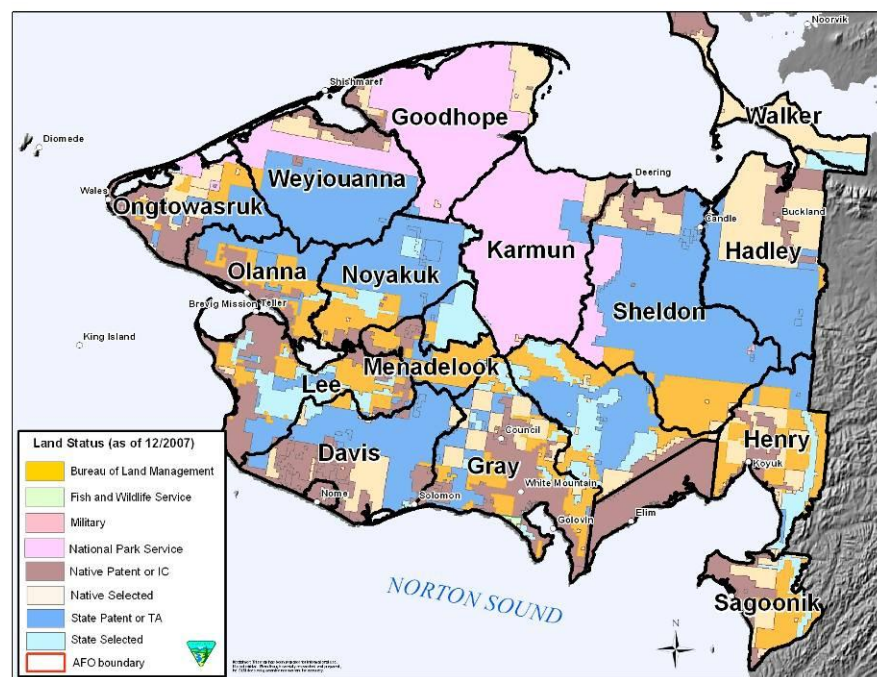 Noorvik
Shishmaref
Goodhope
Walker
Diomede
Deering
Weyiouanna
Wales
Ongtowasruk
Candle
Buckland
Karmun
Hadley
Olanna
Noyakuk
Brevig Mission
Teller
Sheldon
King Island
Menadelook
Lee
Land Status (as of 12/2007)
Bureau of Land Management
Fish and Wildlife Service
Military
National Park Service
Native Patent or IC
Native Selected
State Patent or TA
State Selected
AFO boundary
Council
Henry
Davis
Gray
Koyuk
White Mountain
Nome
Solomon
Golovin
Elim
NORTON SOUND
Sagoonik
N